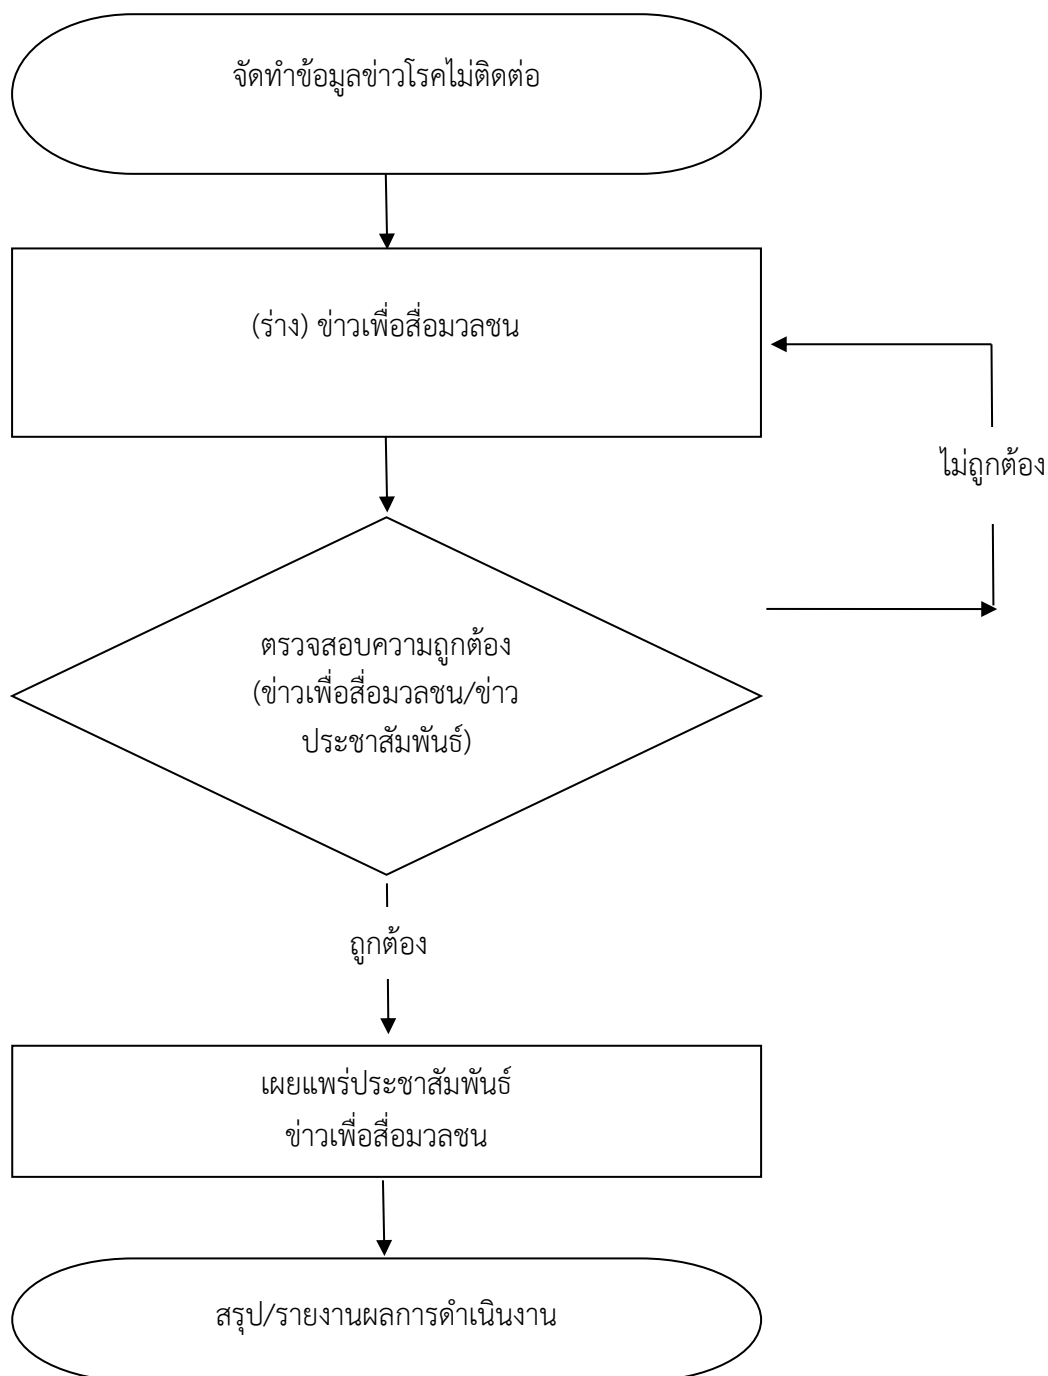 จัดทำข้อมูลข่าวโรคไม่ติดต่อ
(ร่าง) ข่าวเพื่อสื่อมวลชน
ไม่ถูกต้อง
ตรวจสอบความถูกต้อง
(ข่าวเพื่อสื่อมวลชน/ข่าว
ประชาสัมพันธ์)
ถูกต้อง
เผยแพร่ประชาสัมพันธ์
ข่าวเพื่อสื่อมวลชน
สรุป/รายงานผลการดำเนินงาน